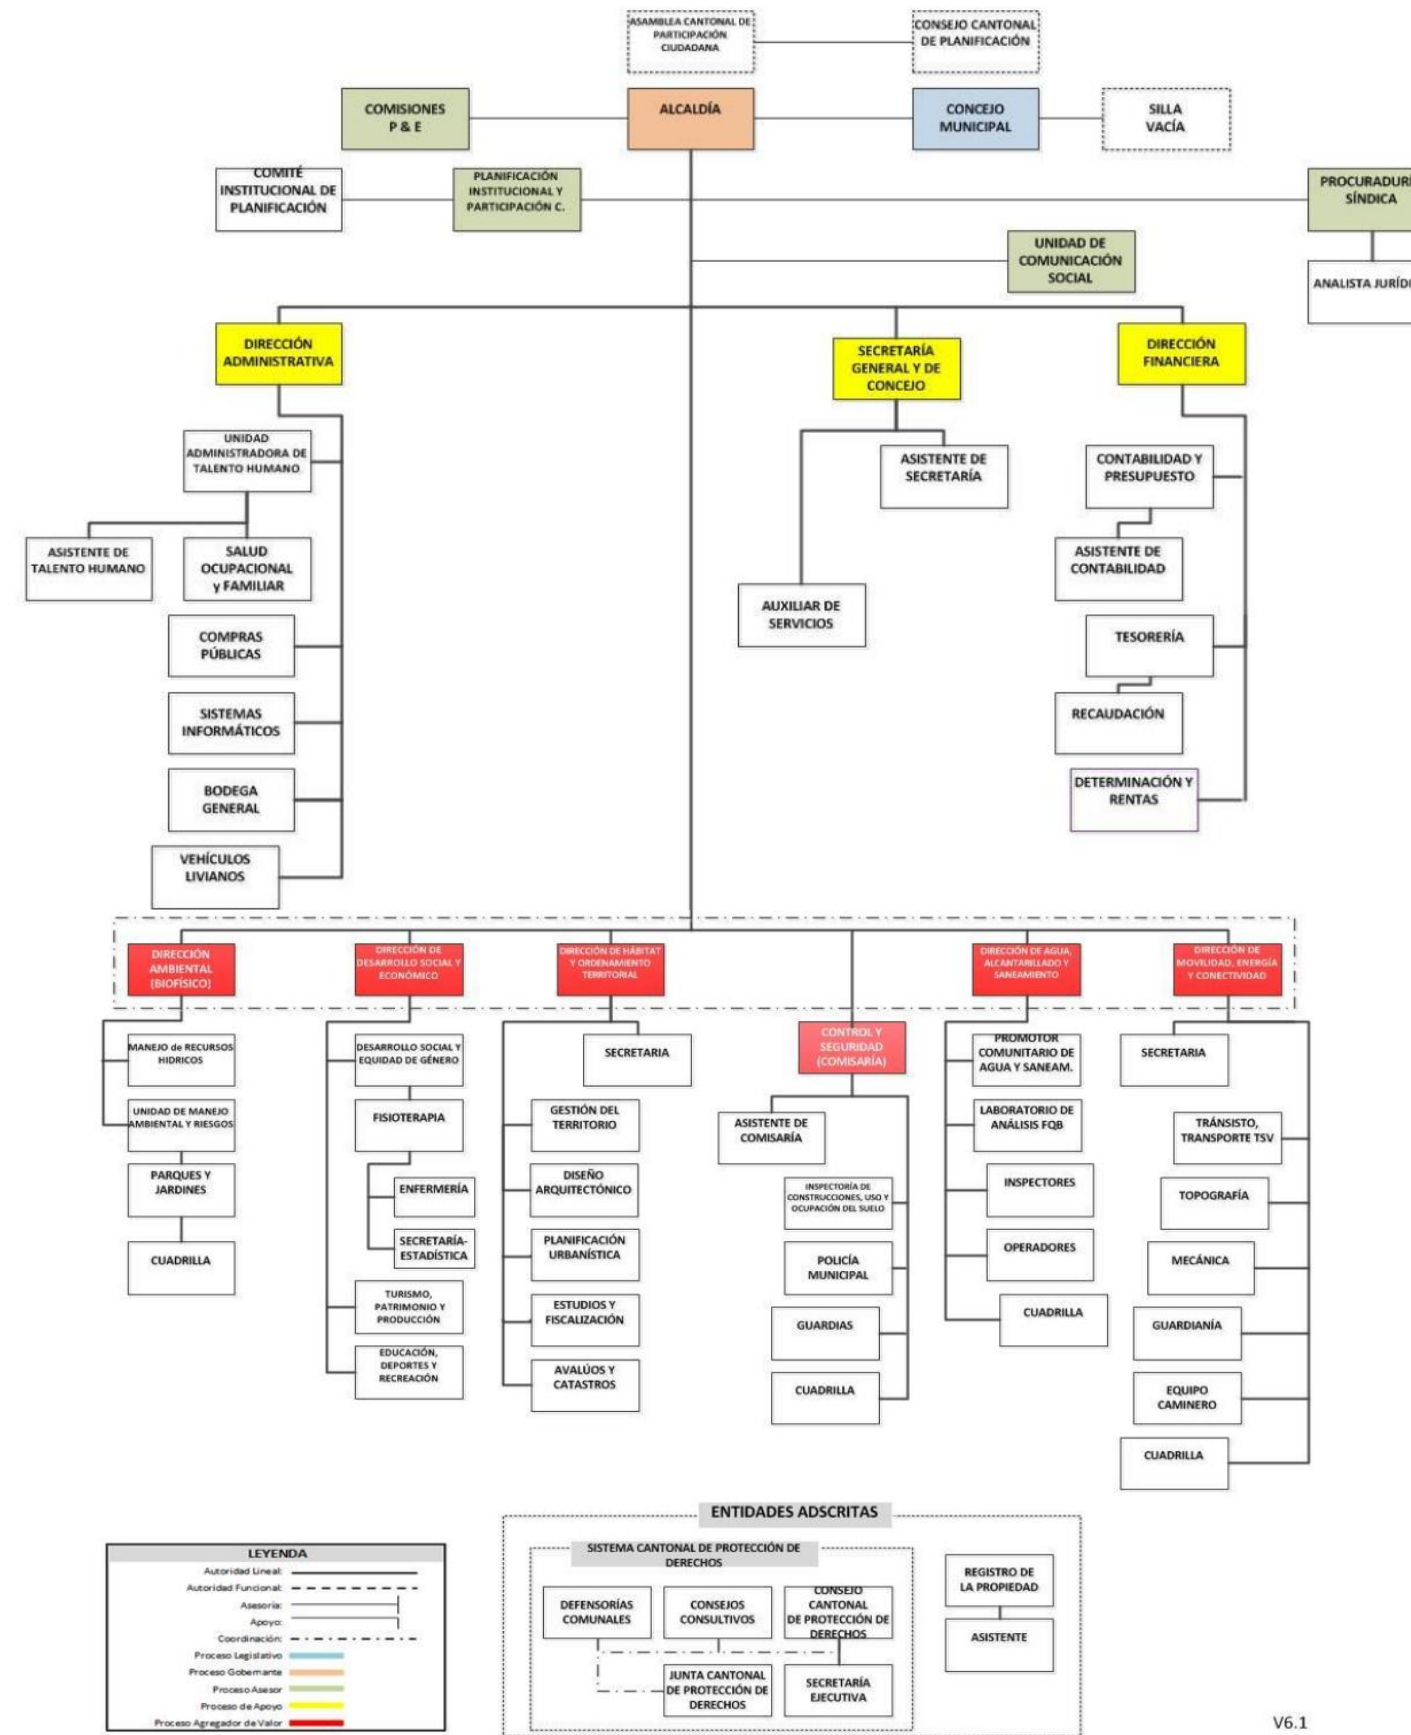 ASAMBLEA CANTONAL DE
PARTICIPACIÓN
CIUDADANA
CONSEJO CANTONAL
DE PLANIFICACIÓN
COMISIONES
P & E
ALCALDÍA
CONCEJO
MUNICIPAL
SILLA
VACÍA
COMITÉ
INSTITUCIONAL DE
PLANIFICACIÓN
PLANIFICACIÓN
INSTITUCIONAL Y
PARTICIPACIÓN C.
PROCURADURÍ
SÍNDICA
UNIDAD DE
COMUNICACIÓN
SOCIAL
ANALISTA JURÍDI
DIRECCIÓN
ADMINISTRATIVA
SECRETARÍA
GENERAL Y DE
CONCEJO
DIRECCIÓN
FINANCIERA
UNIDAD
ADMINISTRADORA DE
TALENTO HUMANO
ASISTENTE DE
TALENTO HUMANO
SALUD
OCUPACIONAL
y FAMILIAR
COMPRAS
PÚBLICAS
SISTEMAS
INFORMÁTICOS
BODEGA
GENERAL
VEHÍCULOS
LIVIANOS
ASISTENTE DE
SECRETARÍA
AUXILIAR DE
SERVICIOS
CONTABILIDAD Y
PRESUPUESTO
ASISTENTE DE
CONTABILIDAD
TESORERÍA
RECAUDACIÓN
DETERMINACIÓN Y
RENTAS
DIRECCIÓN
AMBIENTAL
(BIOFÍSICO)
DIRECCIÓN DE
DESARROLLO SOCIAL Y
ECONÓMICO
DIRECCIÓN DE HÁBITAT
Y ORDENAMIENTO
TERRITORIAL
DIRECCIÓN DE AGUA,
ALCANTARILLADO Y
SANEAMIENTO
DIRECCIÓN DE
MOVILIDAD, ENERGÍA
Y CONECTIVIDAD
MANEJO de RECURSOS
HIDRICOS
UNIDAD DE MANEJO
AMBIENTAL Y RIESGOS
PARQUES Y
JARDINES
CUADRILLA
DESARROLLO SOCIAL Y
EQUIDAD DE GÉNERO
FISIOTERAPIA
ENFERMERÍA
SECRETARÍA-
ESTADÍSTICA
TURISMO,
PATRIMONIO Y
PRODUCCIÓN
EDUCACIÓN,
DEPORTES Y
RECREACIÓN
SECRETARIA
GESTIÓN DEL
TERRITORIO
DISEÑO
ARQUITECTÓNICO
PLANIFICACIÓN
URBANÍSTICA
ESTUDIOS Y
FISCALIZACIÓN
AVALÚOS Y
CATASTROS
CONTROL Y
SEGURIDAD
(COMISARÍA)
ASISTENTE DE
COMISARÍA
INSPECTORÍA DE
CONSTRUCCIONES, USO Y
OCUPACIÓN DEL SUELO
POLICÍA
MUNICIPAL
GUARDIAS
CUADRILLA
PROMOTOR
COMUNITARIO DE
AGUA Y SANEAM.
LABORATORIO DE
ANÁLISIS FQB
INSPECTORES
OPERADORES
CUADRILLA
SECRETARIA
TRÁNSISTO,
TRANSPORTE TSV
TOPOGRAFÍA
MECÁNICA
GUARDIANÍA
EQUIPO
CAMINERO
CUADRILLA
LEYENDA
Autoridad Lineal:
Autoridad Funcional:
Asesoría:
Apoyo:
Coordinación:
Proceso Legislativo
Proceso Gobernante
Proceso Asesor
Proceso de Apoyo
Proceso Agregador de Valor
ENTIDADES ADSCRITAS
SISTEMA CANTONAL DE PROTECCIÓN DE
DERECHOS
DEFENSORÍAS
COMUNALES
CONSEJOS
CONSULTIVOS
CONSEJO
CANTONAL
DE PROTECCIÓN DE
DERECHOS
JUNTA CANTONAL
DE PROTECCIÓN DE
DERECHOS
SECRETARÍA
EJECUTIVA
REGISTRO DE
LA PROPIEDAD
ASISTENTE
V6.1